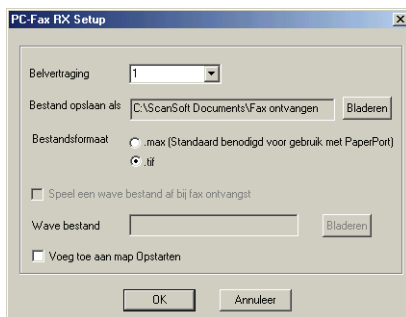 PC-Fax RX Setup
Belvertraging 1
Bestand opslaan als C:\ScanSoft Documents\Fax ontvangen Bladeren
Bestandsformaat .max (Standaard benodigd voor gebruik met PaperPort)
.tif
Speel een wave bestand af bij fax ontvangst
Wave bestand Bladeren
Voeg toe aan map Opstarten
OK Annuleer